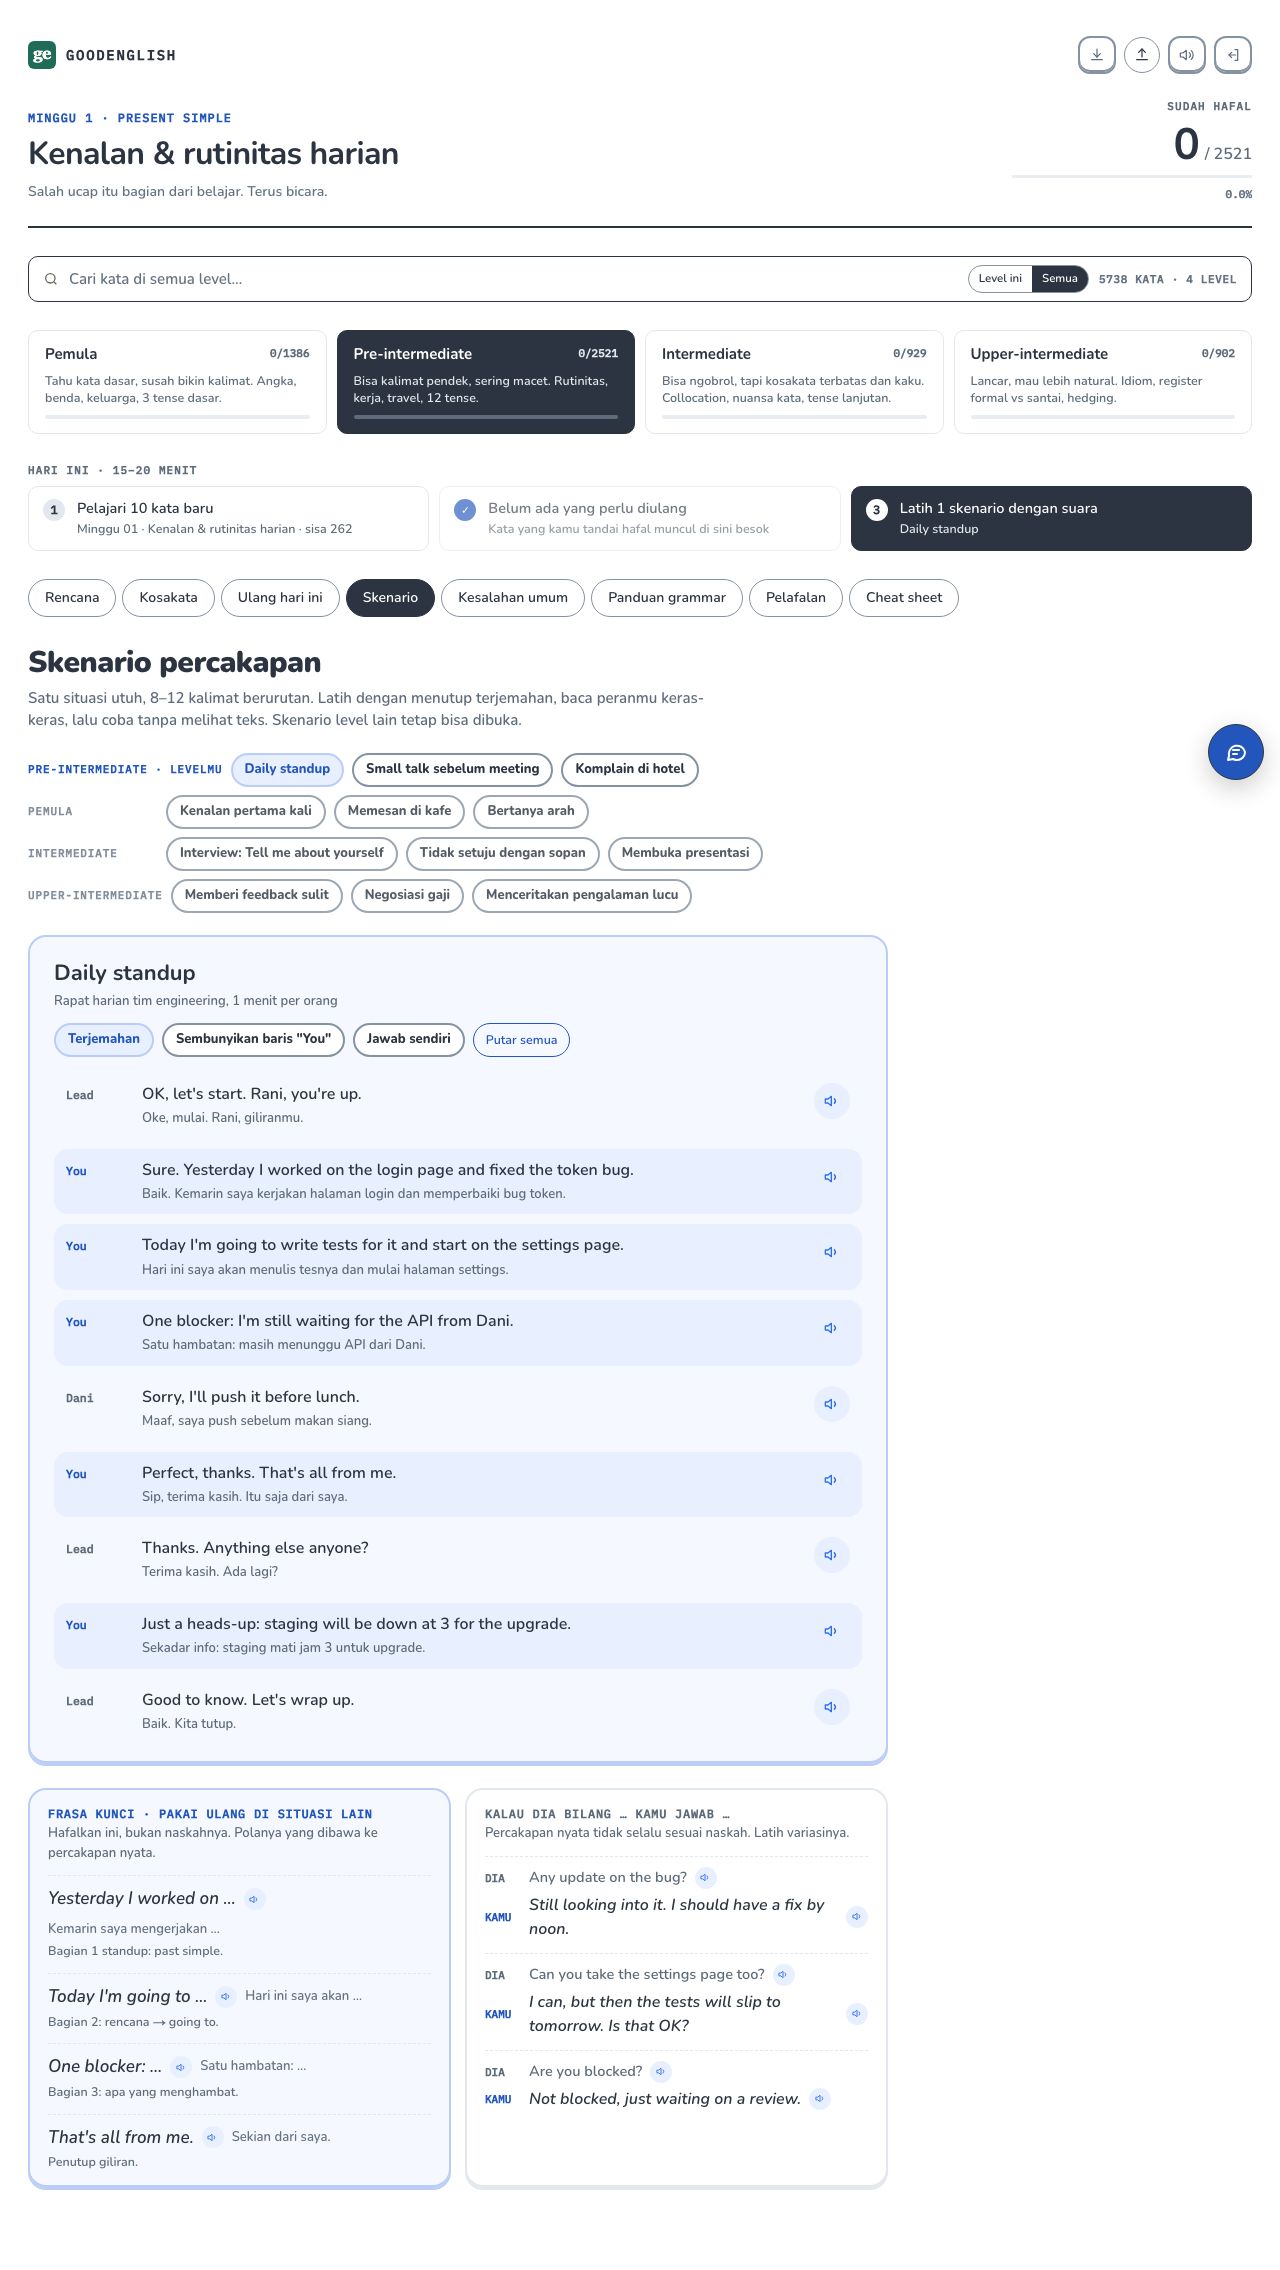 ge GOODENGLISH
MINGGU 1 · PRESENT SIMPLE
Kenalan & rutinitas harian
Salah ucap itu bagian dari belajar. Terus bicara.
SUDAH HAFAL
0 / 2521
0.0%
Cari kata di semua level...
Level ini
Semua
5738 KATA · 4 LEVEL
Pemula 0/1386
Tahu kata dasar, susah bikin kalimat. Angka,
benda, keluarga, 3 tense dasar.
Pre-intermediate 0/2521
Bisa kalimat pendek, sering macet. Rutinitas,
kerja, travel, 12 tense.
Intermediate 0/929
Bisa ngobrol, tapi kosakata terbatas dan kaku.
Collocation, nuansa kata, tense lanjutan.
Upper-intermediate 0/902
Lancar, mau lebih natural. Idiom, register
formal vs santai, hedging.
HARI INI · 15–20 MENIT
1 Pelajari 10 kata baru
Minggu 01 · Kenalan & rutinitas harian · sisa 262
✓ Belum ada yang perlu diulang
Kata yang kamu tandai hafal muncul di sini besok
3 Latih 1 skenario dengan suara
Daily standup
Rencana
Kosakata
Ulang hari ini
Skenario
Kesalahan umum
Panduan grammar
Pelafalan
Cheat sheet
Skenario percakapan
Satu situasi utuh, 8–12 kalimat berurutan. Latih dengan menutup terjemahan, baca peranmu keras-
keras, lalu coba tanpa melihat teks. Skenario level lain tetap bisa dibuka.
PRE-INTERMEDIATE · LEVELMU Daily standup Small talk sebelum meeting Komplain di hotel
PEMULA Kenalan pertama kali Memesan di kafe Bertanya arah
INTERMEDIATE Interview: Tell me about yourself Tidak setuju dengan sopan Membuka presentasi
UPPER-INTERMEDIATE Memberi feedback sulit Negosiasi gaji Menceritakan pengalaman lucu
Daily standup
Rapat harian tim engineering, 1 menit per orang
Terjemahan Sembunyikan baris "You" Jawab sendiri Putar semua
Lead OK, let's start. Rani, you're up.
Oke, mulai. Rani, giliranmu.
You Sure. Yesterday I worked on the login page and fixed the token bug.
Baik. Kemarin saya kerjakan halaman login dan memperbaiki bug token.
You Today I'm going to write tests for it and start on the settings page.
Hari ini saya akan menulis tesnya dan mulai halaman settings.
You One blocker: I'm still waiting for the API from Dani.
Satu hambatan: masih menunggu API dari Dani.
Dani Sorry, I'll push it before lunch.
Maaf, saya push sebelum makan siang.
You Perfect, thanks. That's all from me.
Sip, terima kasih. Itu saja dari saya.
Lead Thanks. Anything else anyone?
Terima kasih. Ada lagi?
You Just a heads-up: staging will be down at 3 for the upgrade.
Sekadar info: staging mati jam 3 untuk upgrade.
Lead Good to know. Let's wrap up.
Baik. Kita tutup.
FRASA KUNCI · PAKAI ULANG DI SITUASI LAIN
Hafalkan ini, bukan naskahnya. Polanya yang dibawa ke
percakapan nyata.
Yesterday I worked on ...
Kemarin saya mengerjakan ...
Bagian 1 standup: past simple.
Today I'm going to ... Hari ini saya akan ...
Bagian 2: rencana → going to.
One blocker: ... Satu hambatan: ...
Bagian 3: apa yang menghambat.
That's all from me. Sekian dari saya.
Penutup giliran.
KALAU DIA BILANG … KAMU JAWAB …
Percakapan nyata tidak selalu sesuai naskah. Latih variasinya.
DIA Any update on the bug?
KAMU Still looking into it. I should have a fix by
noon.
DIA Can you take the settings page too?
KAMU I can, but then the tests will slip to
tomorrow. Is that OK?
DIA Are you blocked?
KAMU Not blocked, just waiting on a review.